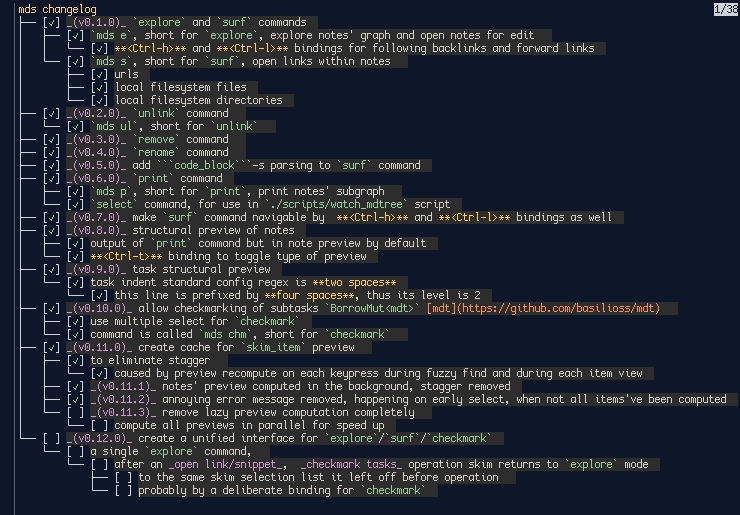 mds changelog 1/38
├── [✓] _(v0.1.0)_ `explore` and `surf` commands
│   ├── [✓] `mds e`, short for `explore`, explore notes' graph and open notes for edit
│   │   └── [✓] **<Ctrl-h>** and **<Ctrl-l>** bindings for following backlinks and forward links
│   └── [✓] `mds s`, short for `surf`, open links within notes
│       ├── [✓] urls
│       ├── [✓] local filesystem files
│       └── [✓] local filesystem directories
├── [✓] _(v0.2.0)_ `unlink` command
│   └── [✓] `mds ul`, short for `unlink`
├── [✓] _(v0.3.0)_ `remove` command
├── [✓] _(v0.4.0)_ `rename` command
├── [✓] _(v0.5.0)_ add ```code_block```-s parsing to `surf` command
├── [✓] _(v0.6.0)_ `print` command
│   ├── [✓] `mds p`, short for `print`, print notes' subgraph
│   └── [✓] `select` command, for use in `./scripts/watch_mdtree` script
├── [✓] _(v0.7.0)_ make `surf` command navigable by  **<Ctrl-h>** and **<Ctrl-l>** bindings as well
├── [✓] _(v0.8.0)_ structural preview of notes
│   ├── [✓] output of `print` command but in note preview by default
│   └── [✓] **<Ctrl-t>** binding to toggle type of preview
├── [✓] _(v0.9.0)_ task structural preview
│   └── [✓] task indent standard config regex is **two spaces**
│       └── [✓] this line is prefixed by **four spaces**, thus its level is 2
├── [✓] _(v0.10.0)_ allow checkmarking of subtasks `BorrowMut<mdt>` [mdt](https://github.com/basilioss/mdt)
│   ├── [✓] use multiple select for `checkmark`
│   └── [✓] command is called `mds chm`, short for `checkmark`
├── [✓] _(v0.11.0)_ create cache for `skim_item` preview
│   ├── [✓] to eliminate stagger
│   │   └── [✓] caused by preview recompute on each keypress during fuzzy find and during each item view
│   ├── [✓] _(v0.11.1)_ notes' preview computed in the background, stagger removed
│   ├── [✓] _(v0.11.2)_ annoying error message removed, happening on early select, when not all items've been computed
│   └── [ ] _(v0.11.3)_ remove lazy preview computation completely
│       └── [ ] compute all previews in parallel for speed up
└── [ ] _(v0.12.0)_ create a unified interface for `explore`/`surf`/`checkmark`
    └── [ ] a single `explore` command,
        └── [ ] after an _open link/snippet_,  _checkmark tasks_ operation skim returns to `explore` mode
            ├── [ ] to the same skim selection list it left off before operation
            └── [ ] probably by a deliberate binding for `checkmark`